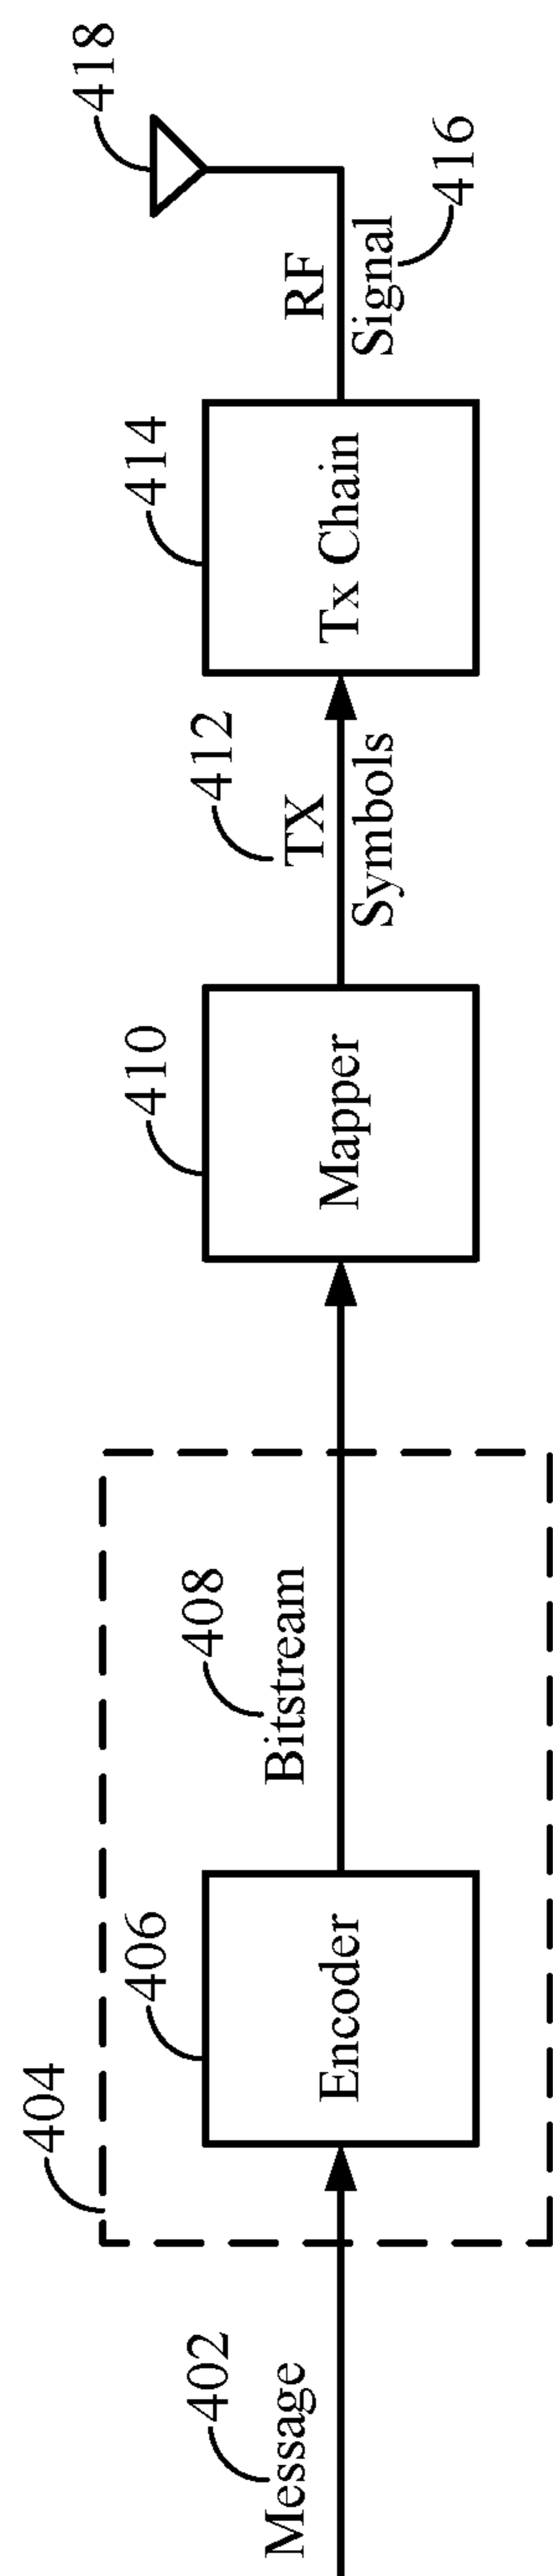 402
Message
404
406
Encoder
408
Bitstream
410
Mapper
412
TX
Symbols
414
Tx Chain
RF
Signal
416
418